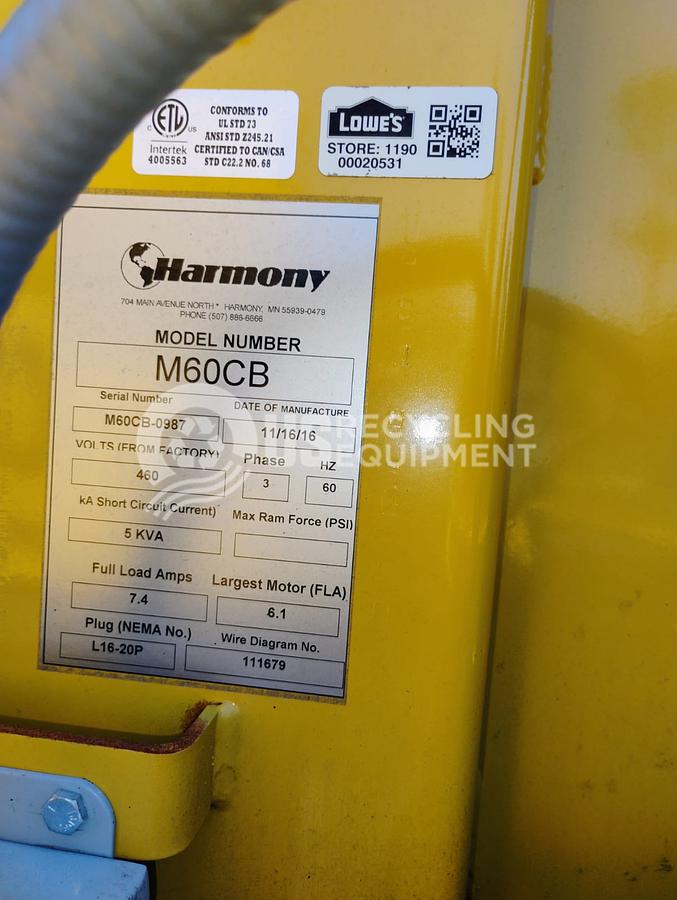 CONFORMS TO
UL STD 73
ANSI STD Z245.21
CERTIFIED TO CAN/CSA
STD C22.2 NO. 68
C ETL US
Intertek
4005563
LOWE'S
STORE: 1190
00020531
Harmony
704 MAIN AVENUE NORTH * HARMONY, MN 55939-0479
PHONE (507) 886-6666
MODEL NUMBER
M60CB
Serial Number
DATE OF MANUFACTURE
M60CB-0987
11/16/16
VOLTS (FROM FACTORY)
Phase
HZ
460
3
60
kA Short Circuit Current)
Max Ram Force (PSI)
5 KVA
Full Load Amps
Largest Motor (FLA)
7.4
6.1
Plug (NEMA No.)
Wire Diagram No.
L16-20P
111679
RECYCLING
EQUIPMENT